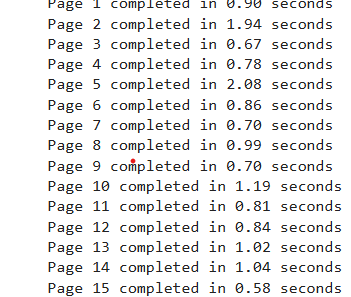 Page 1 completed in 0.90 seconds
Page 2 completed in 1.94 seconds
Page 3 completed in 0.67 seconds
Page 4 completed in 0.78 seconds
Page 5 completed in 2.08 seconds
Page 6 completed in 0.86 seconds
Page 7 completed in 0.70 seconds
Page 8 completed in 0.99 seconds
Page 9 completed in 0.70 seconds
Page 10 completed in 1.19 seconds
Page 11 completed in 0.81 seconds
Page 12 completed in 0.84 seconds
Page 13 completed in 1.02 seconds
Page 14 completed in 1.04 seconds
Page 15 completed in 0.58 seconds